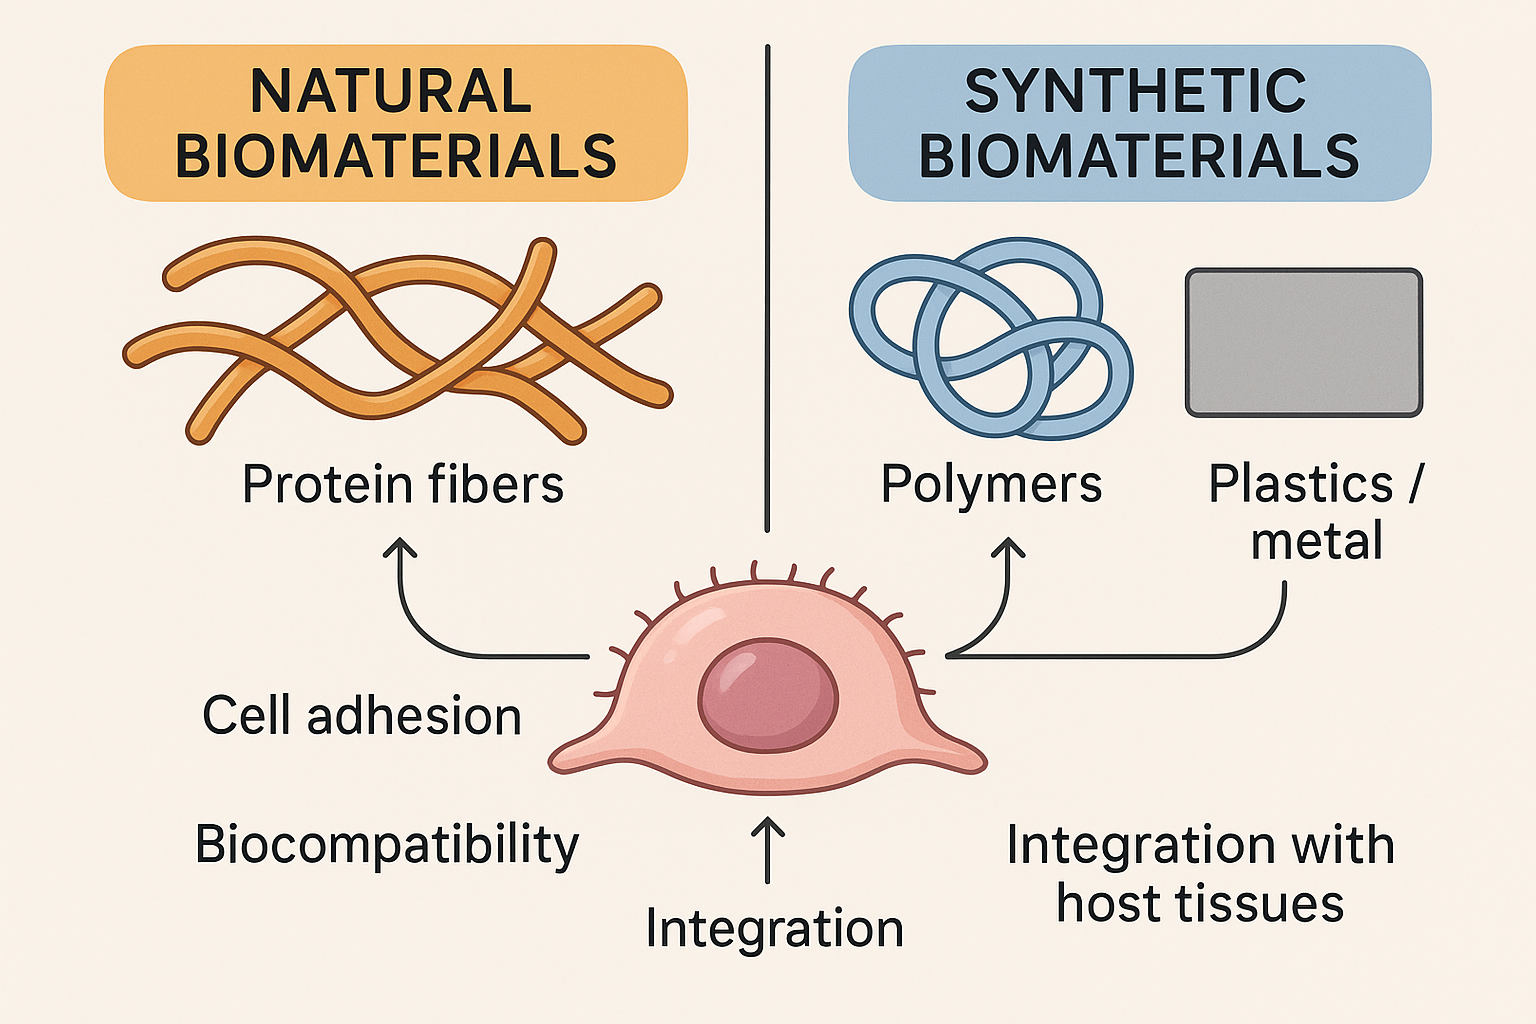 NATURAL
BIOMATERIALS
SYNTHETIC
BIOMATERIALS
Protein fibers
Polymers
Plastics /
metal
Cell adhesion
Biocompatibility
Integration
Integration with
host tissues